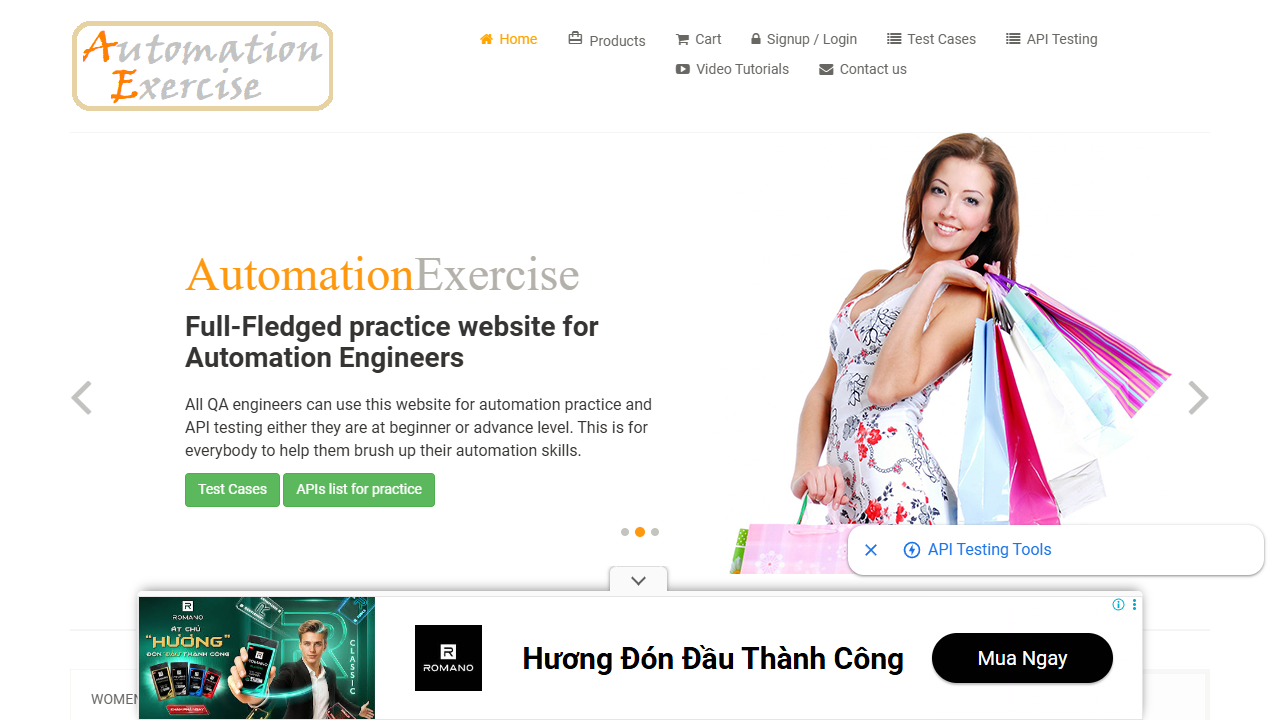 Automation
Exercise
Home
Products
Cart
Signup / Login
Test Cases
API Testing
Video Tutorials
Contact us
AutomationExercise
Full-Fledged practice website for
Automation Engineers
All QA engineers can use this website for automation practice and
API testing either they are at beginner or advance level. This is for
everybody to help them brush up their automation skills.
Test Cases
APIs list for practice
API Testing Tools
ROMANO
ÁT CHỦ
"HƯƠNG"
ĐÓN ĐẦU THÀNH CÔNG
CLASSIC
ROMANO
Hương Đón Đầu Thành Công
Mua Ngay
WOMEN